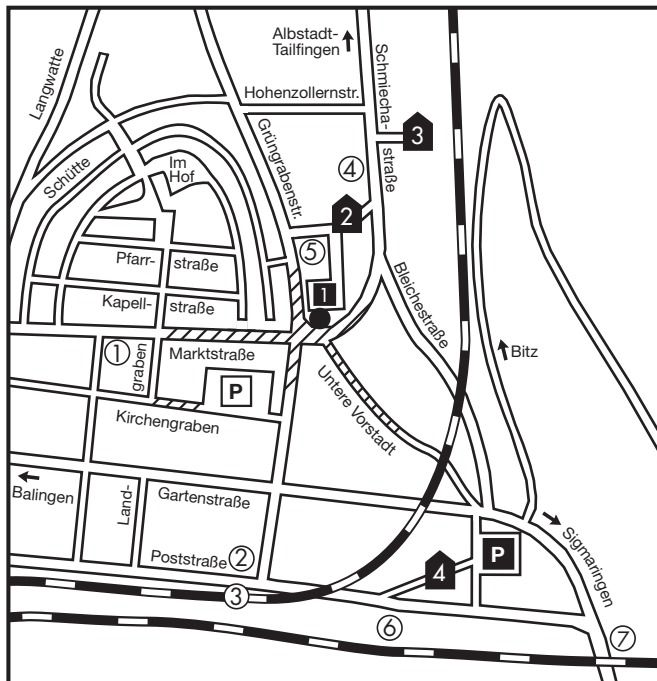 Albstadt-
Tailfingen
Langwatte
Schmiecha-
straße
Hohenzollernstr.
3
Grüngrabenstr.
Schütte
Im
Hof
4
2
5
Pfarr-
straße
Kapell-
straße
1
Bleichestraße
1
graben
Marktstraße
P
Kirchengraben
Untere Vorstadt
Bitz
Balingen
Land-
Gartenstraße
Sigmaringen
Poststraße
2
P
4
3
6
7